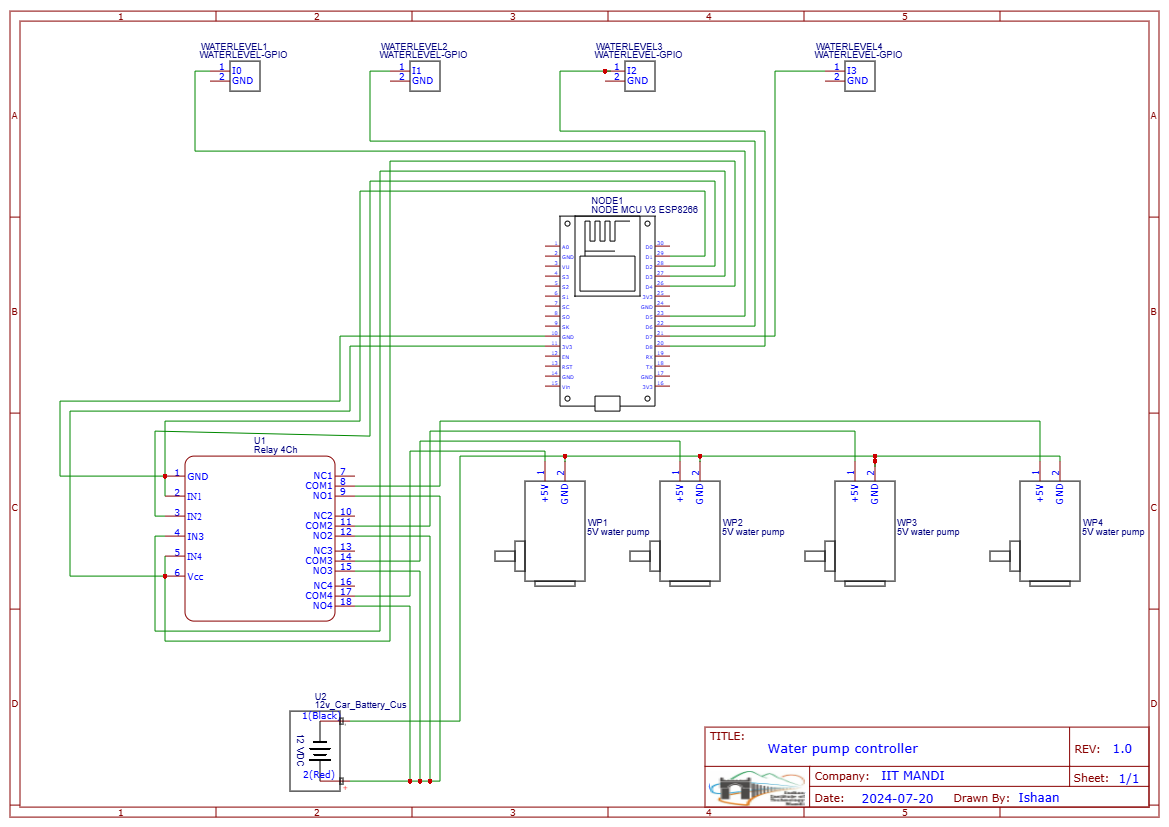 1 2 3 4 5
A A
B B
C C
D D
WATERLEVEL1
WATERLEVEL-GPIO
1 I0
2 GND
WATERLEVEL2
WATERLEVEL-GPIO
1 I1
2 GND
WATERLEVEL3
WATERLEVEL-GPIO
1 I2
2 GND
WATERLEVEL4
WATERLEVEL-GPIO
1 I3
2 GND
NODE1
NODE MCU V3 ESP8266
1 A0 D0 30
2 GND D1 29
3 VU D2 28
4 S3 D3 27
5 S2 D4 26
6 S1 3V3 25
7 SC GND 24
8 SO D5 23
9 SK D6 22
10 GND D7 21
11 3V3 D8 20
12 EN RX 19
13 RST TX 18
14 GND GND 17
15 Vin 3V3 16
U1
Relay 4Ch
1 GND
2 IN1
3 IN2
4 IN3
5 IN4
6 Vcc
NC1 7
COM1 8
NO1 9
NC2 10
COM2 11
NO2 12
NC3 13
COM3 14
NO3 15
NC4 16
COM4 17
NO4 18
1 2
+5V GND
WP1
5V water pump
1 2
+5V GND
WP2
5V water pump
1 2
+5V GND
WP3
5V water pump
1 2
+5V GND
WP4
5V water pump
U2
12v_Car_Battery_Cus
1(Black)
12 VDC
2(Red)
+
TITLE:
Water pump controller
REV: 1.0
Company: IIT MANDI
Sheet: 1/1
Date: 2024-07-20 Drawn By: Ishaan
Indian
Institute of
Technology
Mandi
1 2 3 4 5